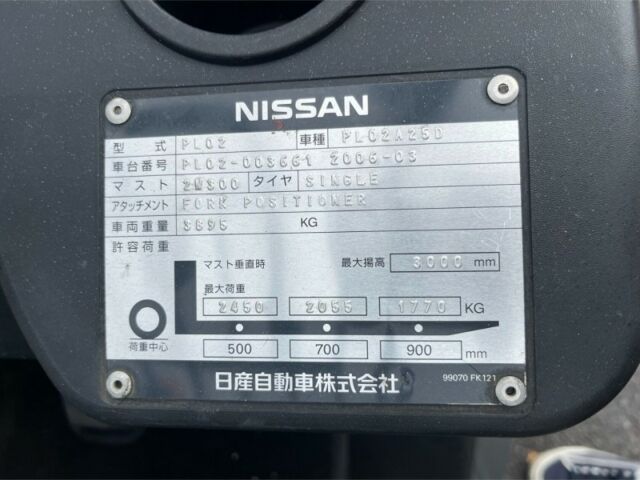 NISSAN
型式 PL02 車種 PL02A25D
車台番号 PL02-003661 2006-03
マスト 2W300 タイヤ SINGLE
アタッチメント FORK POSITIONER
車両重量 3895 KG
許容荷重
マスト垂直時 最大揚高 3000 mm
最大荷重
2450 2055 1770 KG
荷重中心 500 700 900 mm
日産自動車株式会社 99070 FK121